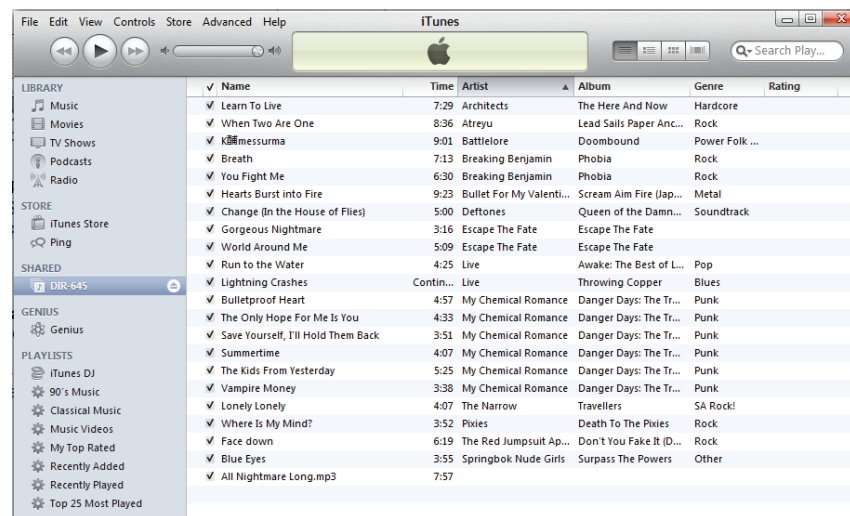 File Edit View Controls Store Advanced Help iTunes
Search Play...
LIBRARY
Music
Movies
TV Shows
Podcasts
Radio
STORE
iTunes Store
Ping
SHARED
DIR-645
GENIUS
Genius
PLAYLISTS
iTunes DJ
90's Music
Classical Music
Music Videos
My Top Rated
Recently Added
Recently Played
Top 25 Most Played
Name Time Artist Album Genre Rating
Learn To Live 7:29 Architects The Here And Now Hardcore
When Two Are One 8:36 Atreyu Lead Sails Paper Anc... Rock
9:01 Battlelore Doombound Power Folk ...
Breath 7:13 Breaking Benjamin Phobia Rock
You Fight Me 6:30 Breaking Benjamin Phobia Rock
Hearts Burst into Fire 9:23 Bullet For My Valenti... Scream Aim Fire (Jap... Metal
Change (In the House of Flies) 5:00 Deftones Queen of the Damn... Soundtrack
Gorgeous Nightmare 3:16 Escape The Fate Escape The Fate
World Around Me 5:09 Escape The Fate Escape The Fate
Run to the Water 4:25 Live Awake: The Best of L... Pop
Lightning Crashes Contin... Live Throwing Copper Blues
Bulletproof Heart 4:57 My Chemical Romance Danger Days: The Tr... Punk
The Only Hope For Me Is You 4:33 My Chemical Romance Danger Days: The Tr... Punk
Save Yourself, I'll Hold Them Back 3:51 My Chemical Romance Danger Days: The Tr... Punk
Summertime 4:07 My Chemical Romance Danger Days: The Tr... Punk
The Kids From Yesterday 5:25 My Chemical Romance Danger Days: The Tr... Punk
Vampire Money 3:38 My Chemical Romance Danger Days: The Tr... Punk
Lonely Lonely 4:07 The Narrow Travellers SA Rock!
Where Is My Mind? 3:52 Pixies Death To The Pixies Rock
Face down 6:19 The Red Jumpsuit Ap... Don't You Fake It (D... Rock
Blue Eyes 3:55 Springbok Nude Girls Surpass The Powers Other
All Nightmare Long.mp3 7:57